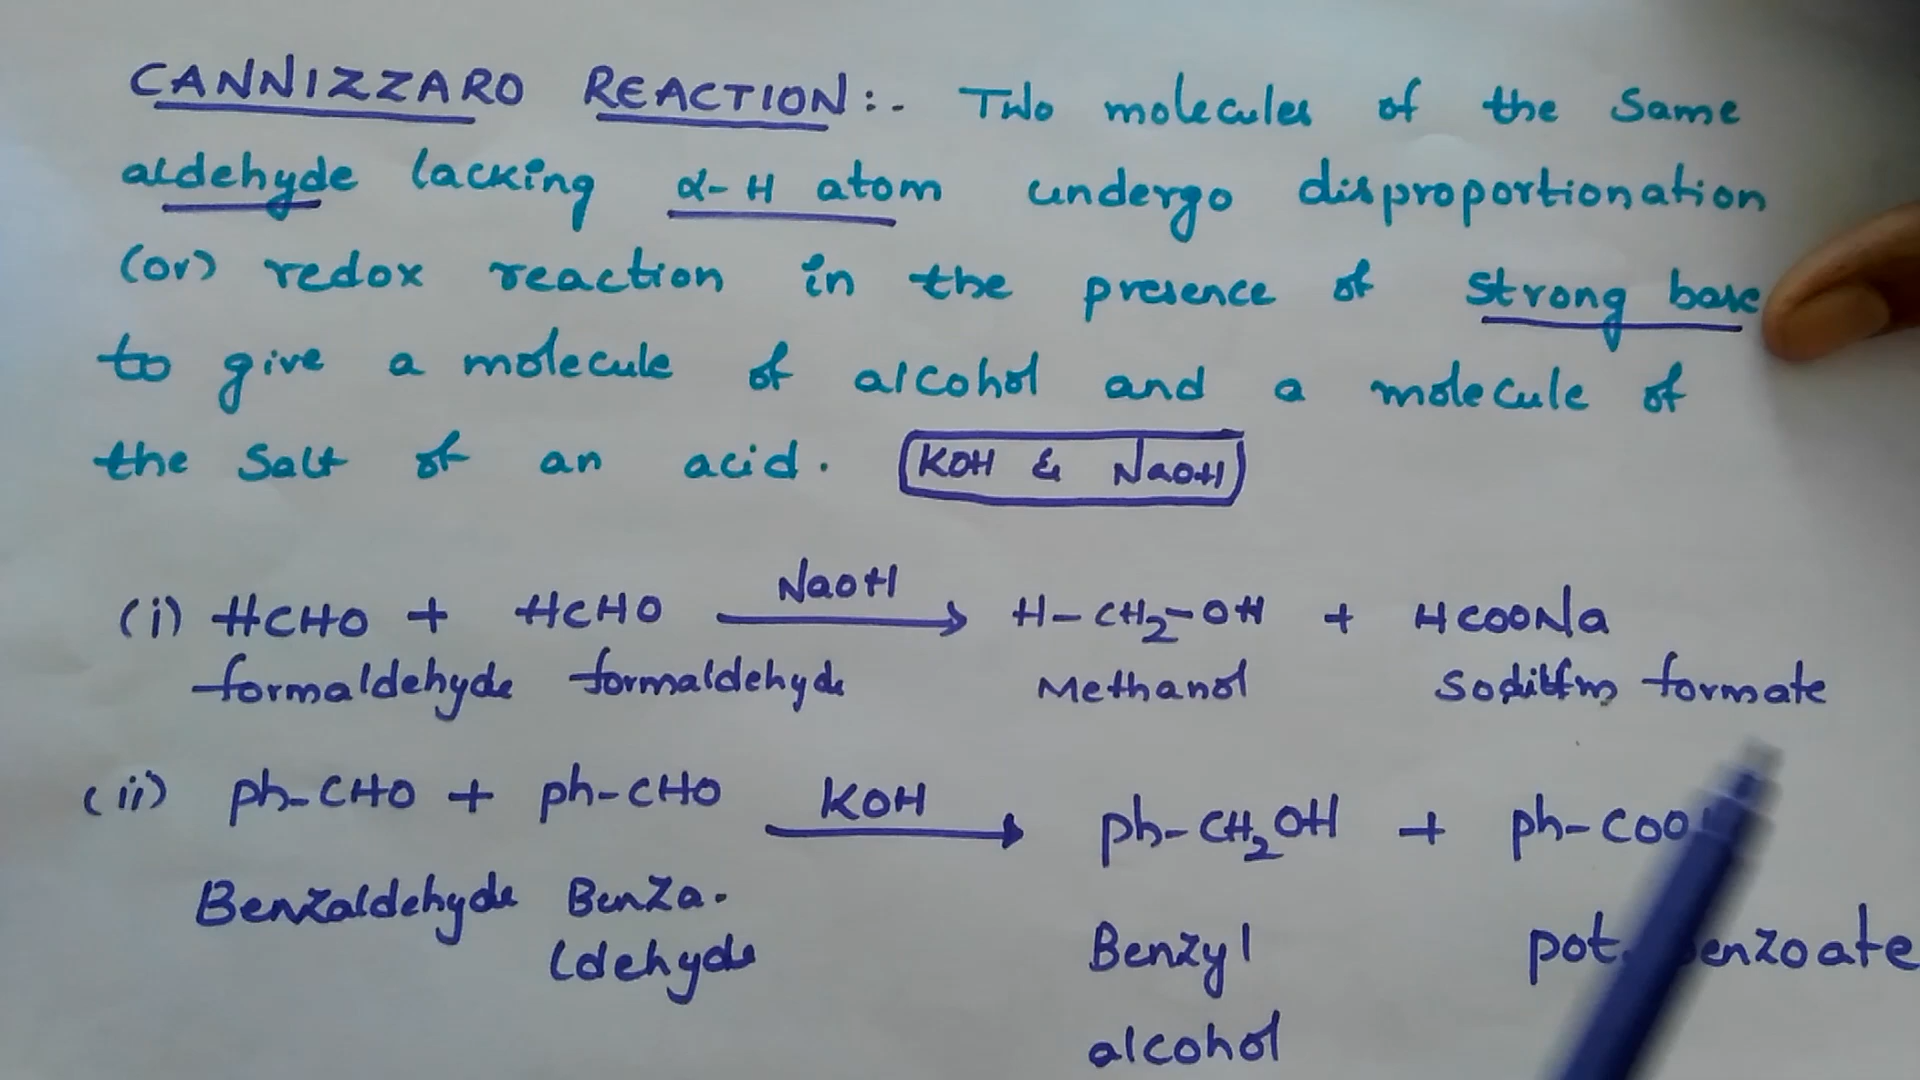 CANNIZZARO REACTION:- Two molecules of the same
aldehyde lacking α-H atom undergo disproportionation
(or) redox reaction in the presence of strong base
to give a molecule of alcohol and a molecule of
the salt of an acid. KOH & NaOH
(i) HCHO + HCHO NaOH → H-CH₂-OH + HCOONa
formaldehyde formaldehyde Methanol formate
(ii) ph-CHO + ph-CHO KOH → ph-CH₂OH + ph-COO
Benzaldehyde Benza- Benzyl pot. enzoate
ldehyde alcohol